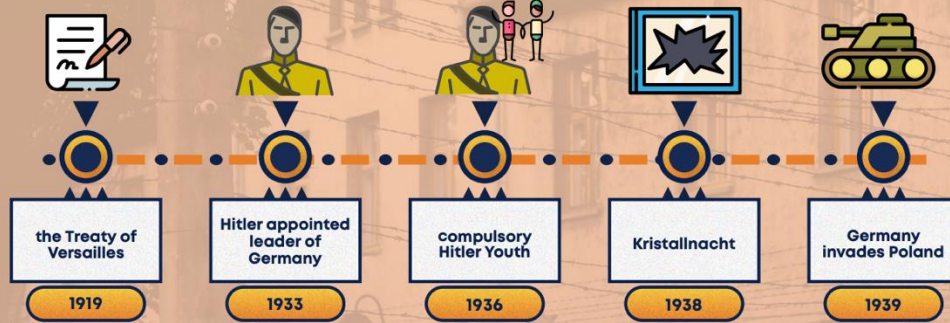 the Treaty of
Versailles
1919
Hitler appointed
leader of
Germany
1933
compulsory
Hitler Youth
1936
Kristallnacht
1938
Germany
invades Poland
1939